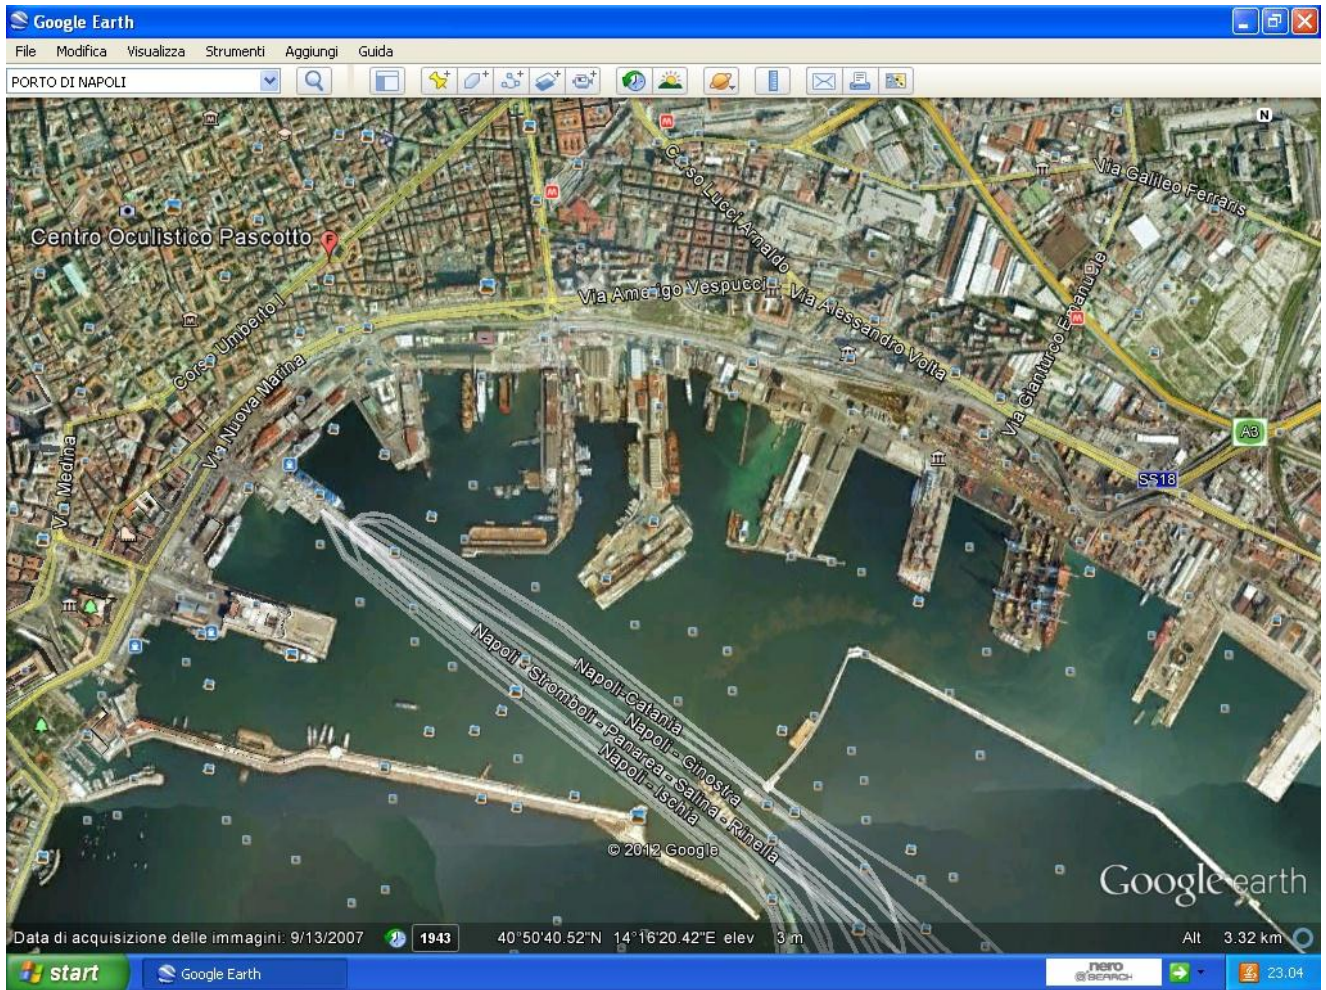 Google Earth
File Modifica Visualizza Strumenti Aggiungi Guida
PORTO DI NAPOLI
N
M
Via Galileo Ferraris
Corso Lucci Arnaldo
M
Centro Oculistico Pascotto
F
Via Amerigo Vespucci
Via Alessandro Volta
Via Gianturco Emanuele
M
Corso Umberto I
Via Nuova Marina
V. Medina
A3
SS18
Napoli-Catania
Napoli - Ginostra
Napoli - Stromboli - Panarea - Salina - Rinella
Napoli - Ischia
© 2012 Google
Google earth
Data di acquisizione delle immagini: 9/13/2007 1943 40°50'40.52"N 14°16'20.42"E elev 3 m Alt 3.32 km
start Google Earth nero SEARCH 23.04